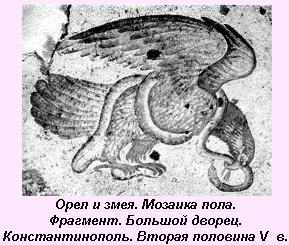 Орел и змея. Мозаика пола.
Фрагмент. Большой дворец.
Константинополь. Вторая половина V в.